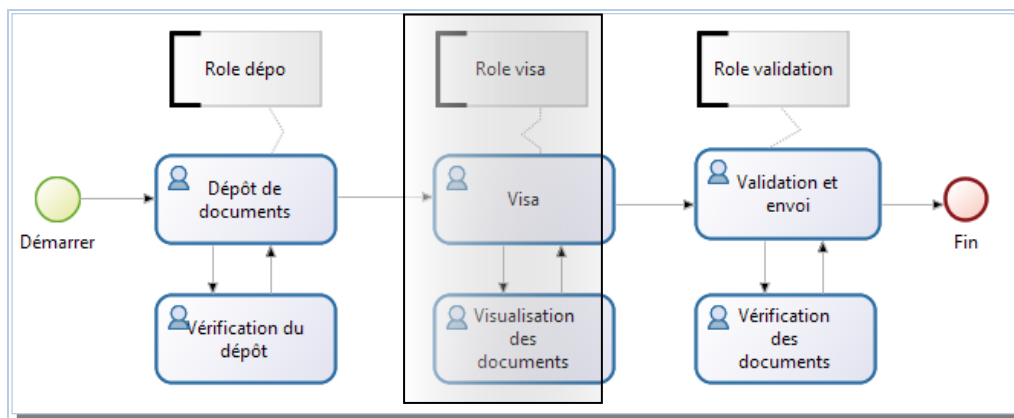 Role dépo
Role visa
Role validation
Démarrer
Dépôt de
documents
Visa
Validation et
envoi
Fin
Vérification du
dépôt
Visualisation
des
documents
Vérification
des
documents